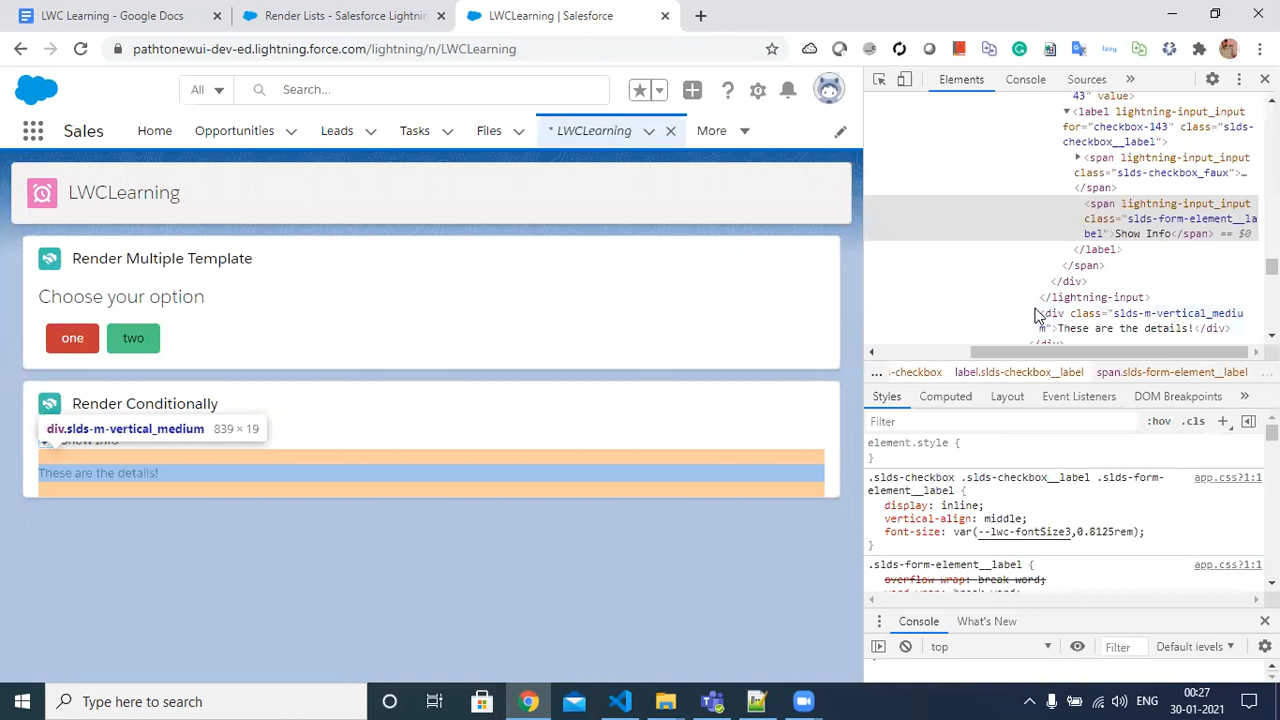 LWC Learning - Google Docs
Render Lists - Salesforce Lightnin
LWCLearning | Salesforce
pathtonewui-dev-ed.lightning.force.com/lightning/n/LWCLearning
All
Search...
Sales
Home
Opportunities
Leads
Tasks
Files
* LWCLearning
More
LWCLearning
Render Multiple Template
Choose your option
one
two
Render Conditionally
div.slds-m-vertical_medium 839 × 19
Show Info
These are the details!
Elements
Console
Sources
43" value>
<label lightning-input_input
for="checkbox-143" class="slds-
checkbox__label">
<span lightning-input_input
class="slds-checkbox_faux">…
</span>
<span lightning-input_input
class="slds-form-element__la
bel">Show Info</span> == $0
</label>
</span>
</div>
</lightning-input>
<div class="slds-m-vertical_mediu
m">These are the details!</div>
</div>
... -checkbox label.slds-checkbox__label span.slds-form-element__label
Styles
Computed
Layout
Event Listeners
DOM Breakpoints
Filter
:hov .cls
element.style {
}
.slds-checkbox .slds-checkbox__label .slds-form-
element__label {
app.css?1:1
display: inline;
vertical-align: middle;
font-size: var(--lwc-fontSize3,0.8125rem);
}
.slds-form-element__label {
app.css?1:1
overflow-wrap: break-word;
word-wrap: break-word;
Console
What's New
top
Filter
Default levels
Type here to search
ENG
00:27
30-01-2021